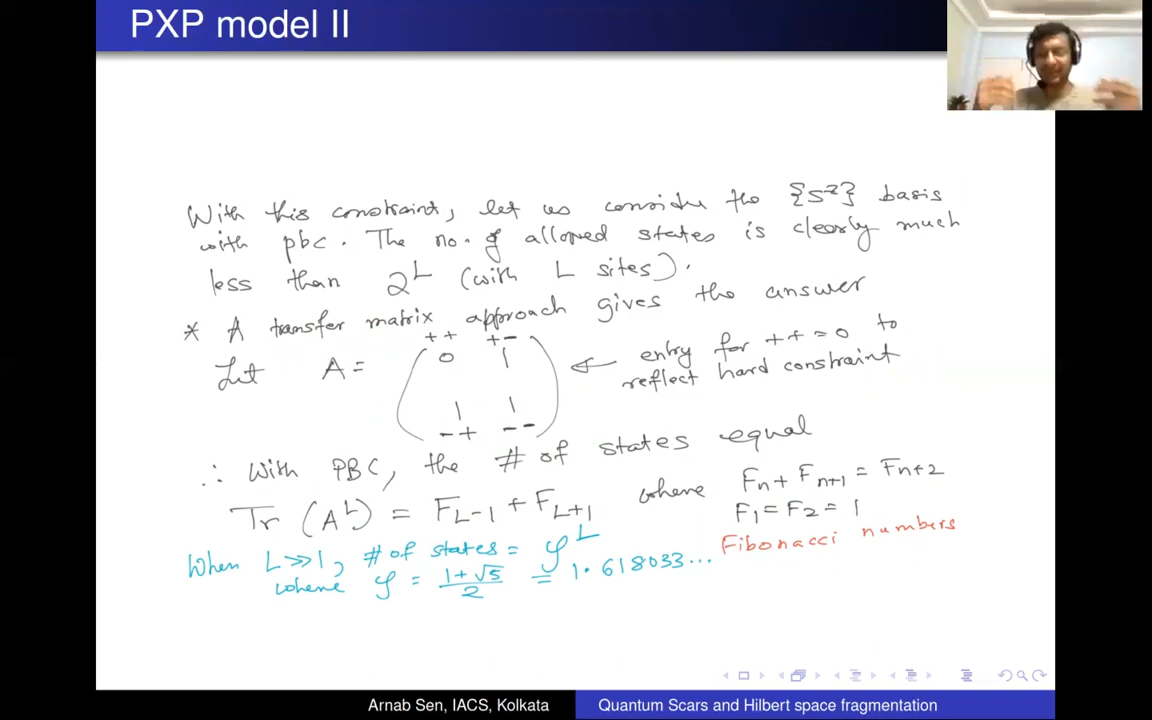 PXP model II
With this constraint, let us consider the {S^z} basis
with pbc. The no. of allowed states is clearly much
less than 2^L (with L sites).
* A transfer matrix approach gives the answer
++ +-
Let A = ( 0 1
1 1 )
-+ --
← entry for ++ = 0 to
reflect hard constraint
∴ With PBC, the # of states equal
Tr (A^L) = F_{L-1} + F_{L+1} where F_n + F_{n+1} = F_{n+2}
F_1 = F_2 = 1
Fibonacci numbers
When L >> 1, # of states = φ^L
where φ = (1+√5)/2 = 1.618033...
Arnab Sen, IACS, Kolkata
Quantum Scars and Hilbert space fragmentation